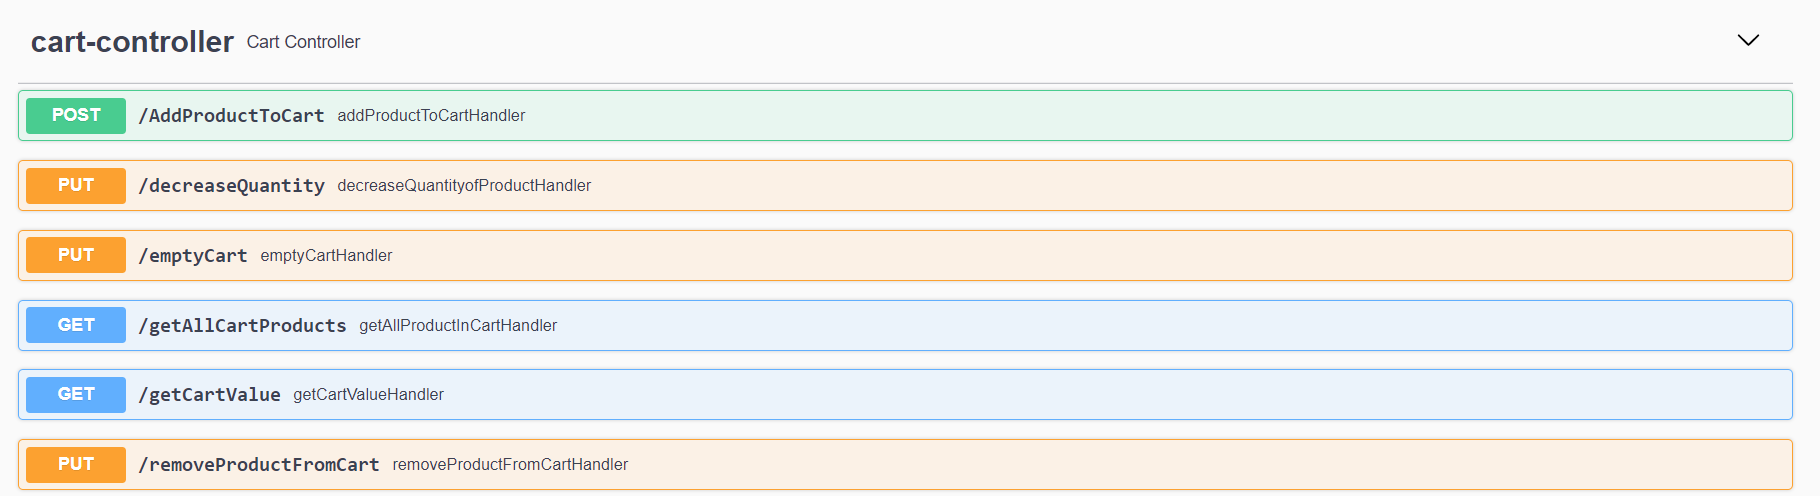 cart-controller Cart Controller
POST /AddProductToCart addProductToCartHandler
PUT /decreaseQuantity decreaseQuantityofProductHandler
PUT /emptyCart emptyCartHandler
GET /getAllCartProducts getAllProductInCartHandler
GET /getCartValue getCartValueHandler
PUT /removeProductFromCart removeProductFromCartHandler